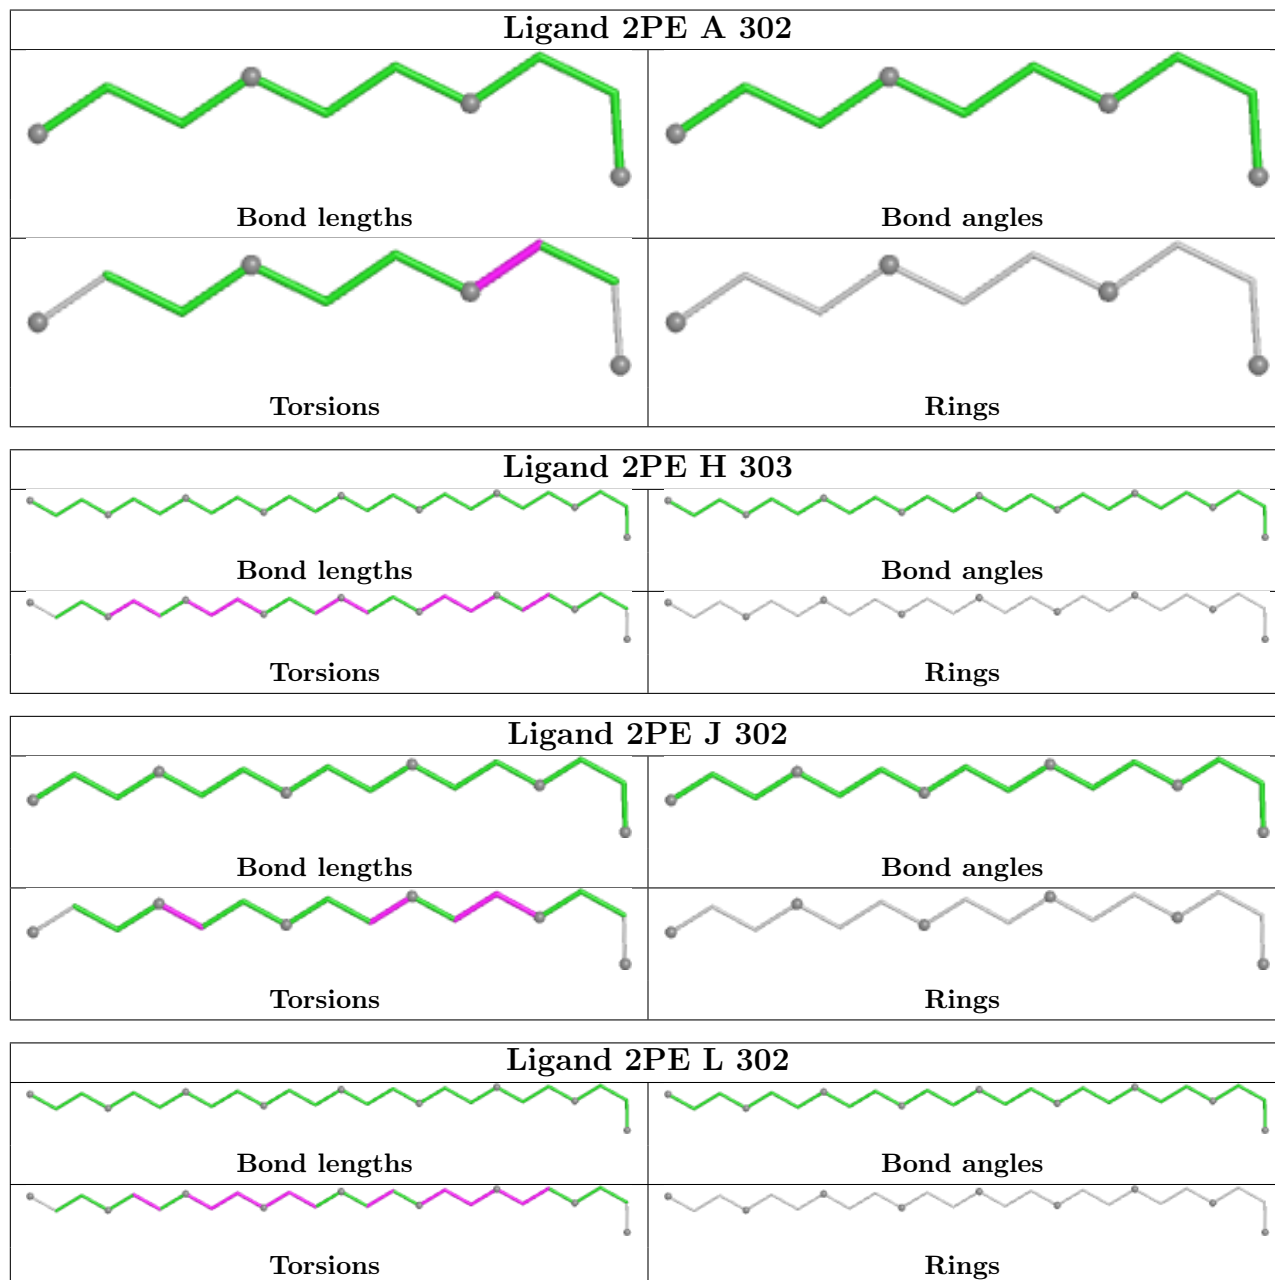 Ligand 2PE A 302
Bond lengths
Bond angles
Torsions
Rings
Ligand 2PE H 303
Bond lengths
Bond angles
Torsions
Rings
Ligand 2PE J 302
Bond lengths
Bond angles
Torsions
Rings
Ligand 2PE L 302
Bond lengths
Bond angles
Torsions
Rings